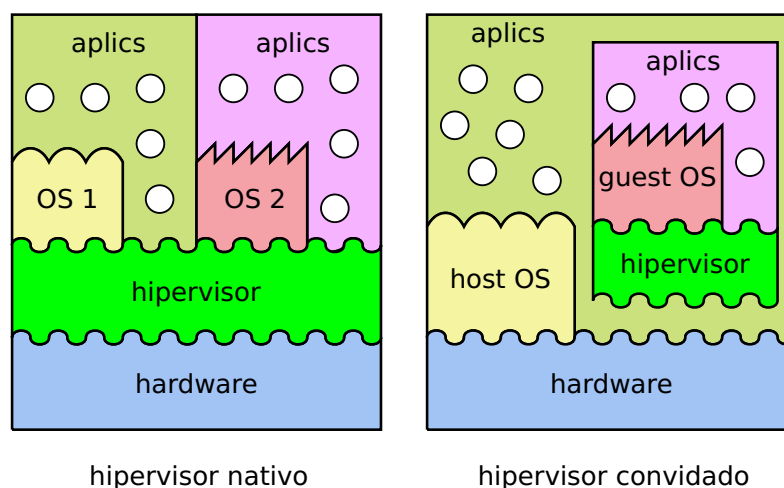 aplics
aplics
OS 1
OS 2
hipervisor
hardware
hipervisor nativo
aplics
aplics
guest OS
host OS
hipervisor
hardware
hipervisor convidado